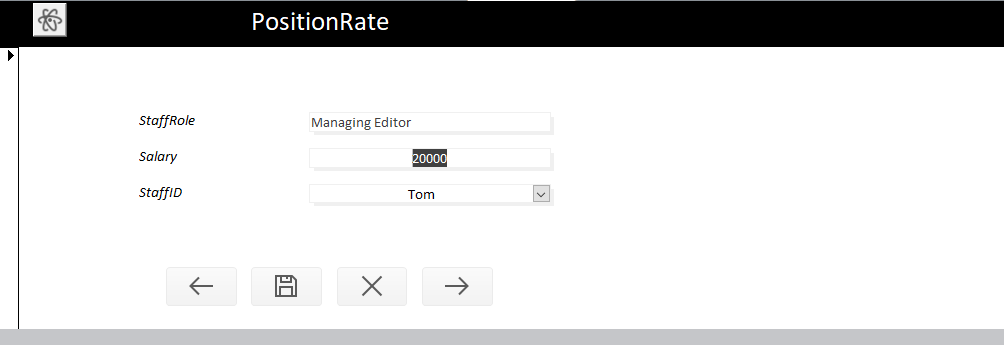 PositionRate
StaffRole Managing Editor
Salary 20000
StaffID Tom